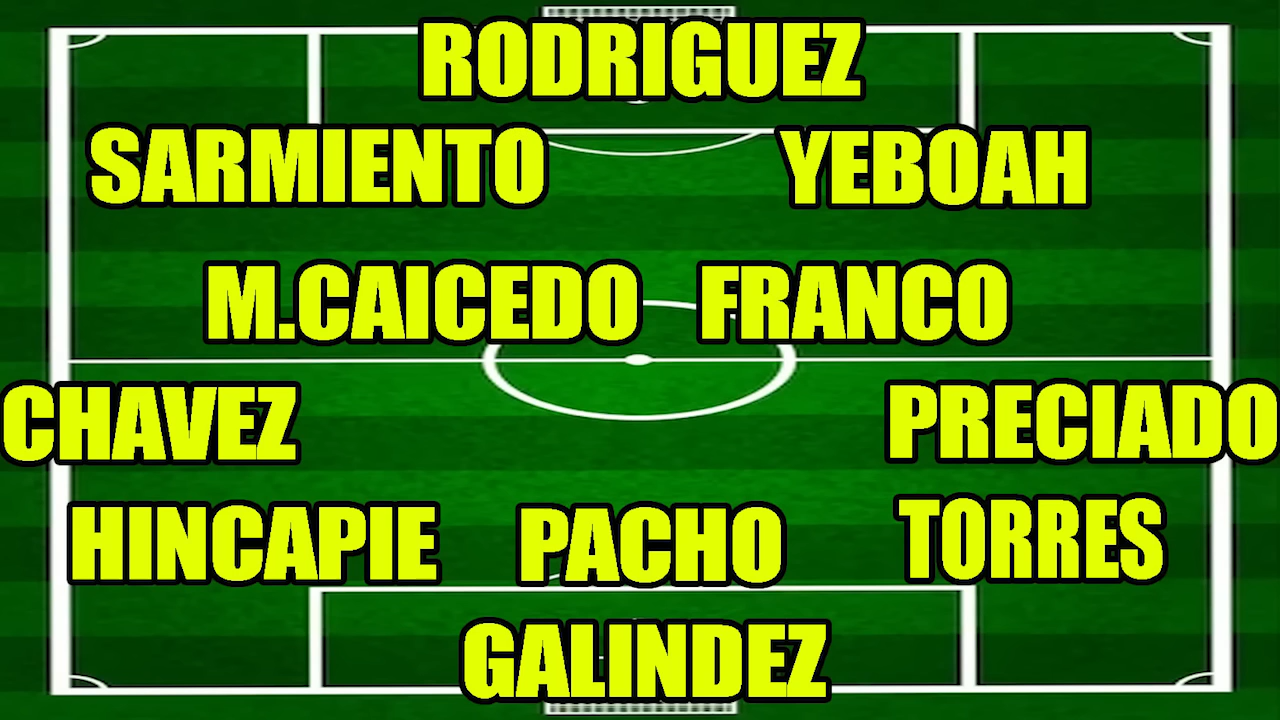 RODRIGUEZ
SARMIENTO YEBOAH
M.CAICEDO FRANCO
CHAVEZ PRECIADO
HINCAPIE PACHO TORRES
GALINDEZ